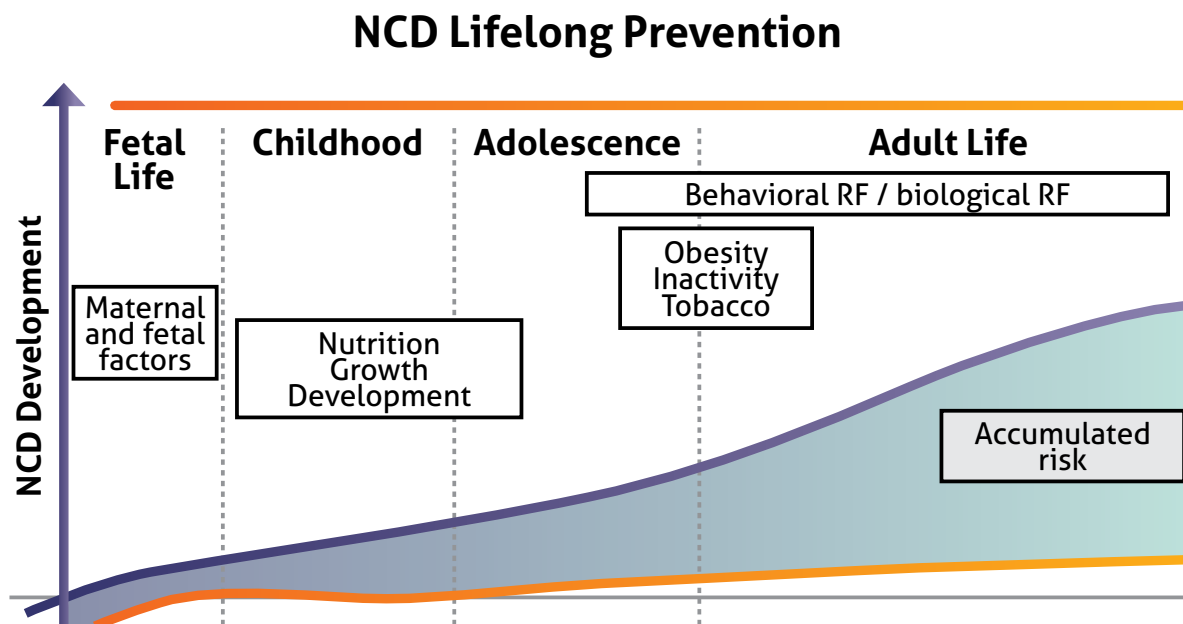 NCD Lifelong Prevention
Fetal
Life
Childhood
Adolescence
Adult Life
Behavioral RF / biological RF
Obesity
Inactivity
Tobacco
Maternal
and fetal
factors
Nutrition
Growth
Development
Accumulated
risk
NCD Development